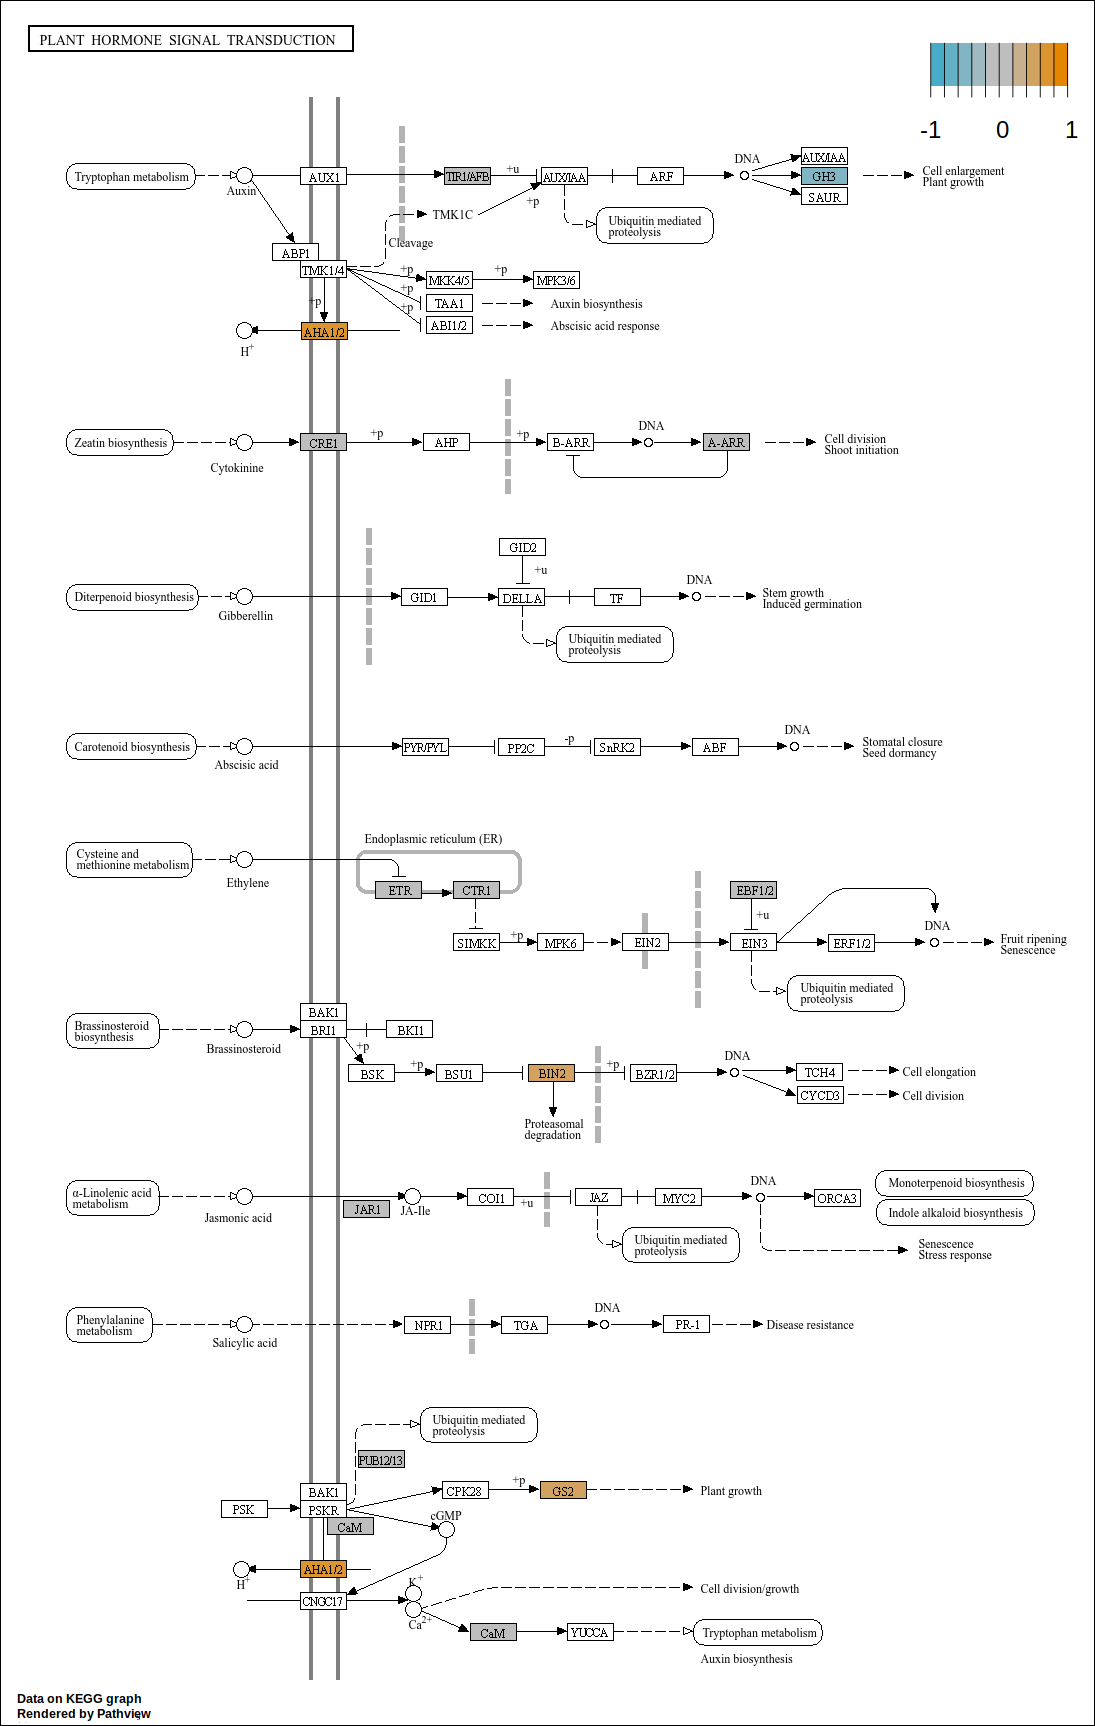 PLANT HORMONE SIGNAL TRANSDUCTION
-1 0 1
Tryptophan metabolism
Auxin
AUX1
TIR1/AFB
+u
AUX/IAA
ARF
DNA
AUX/IAA
GH3
SAUR
Cell enlargement
Plant growth
TMK1C
+p
Cleavage
Ubiquitin mediated
proteolysis
ABP1
TMK1/4
+p
MKK4/5
+p
MPK3/6
+p
TAA1
Auxin biosynthesis
+p
ABI1/2
Abscisic acid response
+p
AHA1/2
H+
Zeatin biosynthesis
Cytokinine
CRE1
+p
AHP
+p
B-ARR
DNA
A-ARR
Cell division
Shoot initiation
GID2
+u
Diterpenoid biosynthesis
Gibberellin
GID1
DELLA
TF
DNA
Stem growth
Induced germination
Ubiquitin mediated
proteolysis
Carotenoid biosynthesis
Abscisic acid
PYR/PYL
PP2C
-p
SnRK2
ABF
DNA
Stomatal closure
Seed dormancy
Endoplasmic reticulum (ER)
Cysteine and
methionine metabolism
Ethylene
ETR
CTR1
EBF1/2
+u
SIMKK
+p
MPK6
EIN2
EIN3
ERF1/2
DNA
Fruit ripening
Senescence
Ubiquitin mediated
proteolysis
Brassinosteroid
biosynthesis
Brassinosteroid
BAK1
BRI1
BKI1
+p
BSK
+p
BSU1
BIN2
+p
BZR1/2
DNA
TCH4
Cell elongation
CYCD3
Cell division
Proteasomal
degradation
α-Linolenic acid
metabolism
Jasmonic acid
JAR1
JA-Ile
COI1
+u
JAZ
MYC2
DNA
ORCA3
Monoterpenoid biosynthesis
Indole alkaloid biosynthesis
Ubiquitin mediated
proteolysis
Senescence
Stress response
Phenylalanine
metabolism
Salicylic acid
NPR1
TGA
DNA
PR-1
Disease resistance
Ubiquitin mediated
proteolysis
PUB12/13
BAK1
PSK
PSKR
CaM
CPK28
+p
GS2
Plant growth
cGMP
AHA1/2
H+
CNGC17
K+
Ca2+
Cell division/growth
CaM
YUCCA
Tryptophan metabolism
Auxin biosynthesis
Data on KEGG graph
Rendered by Pathview